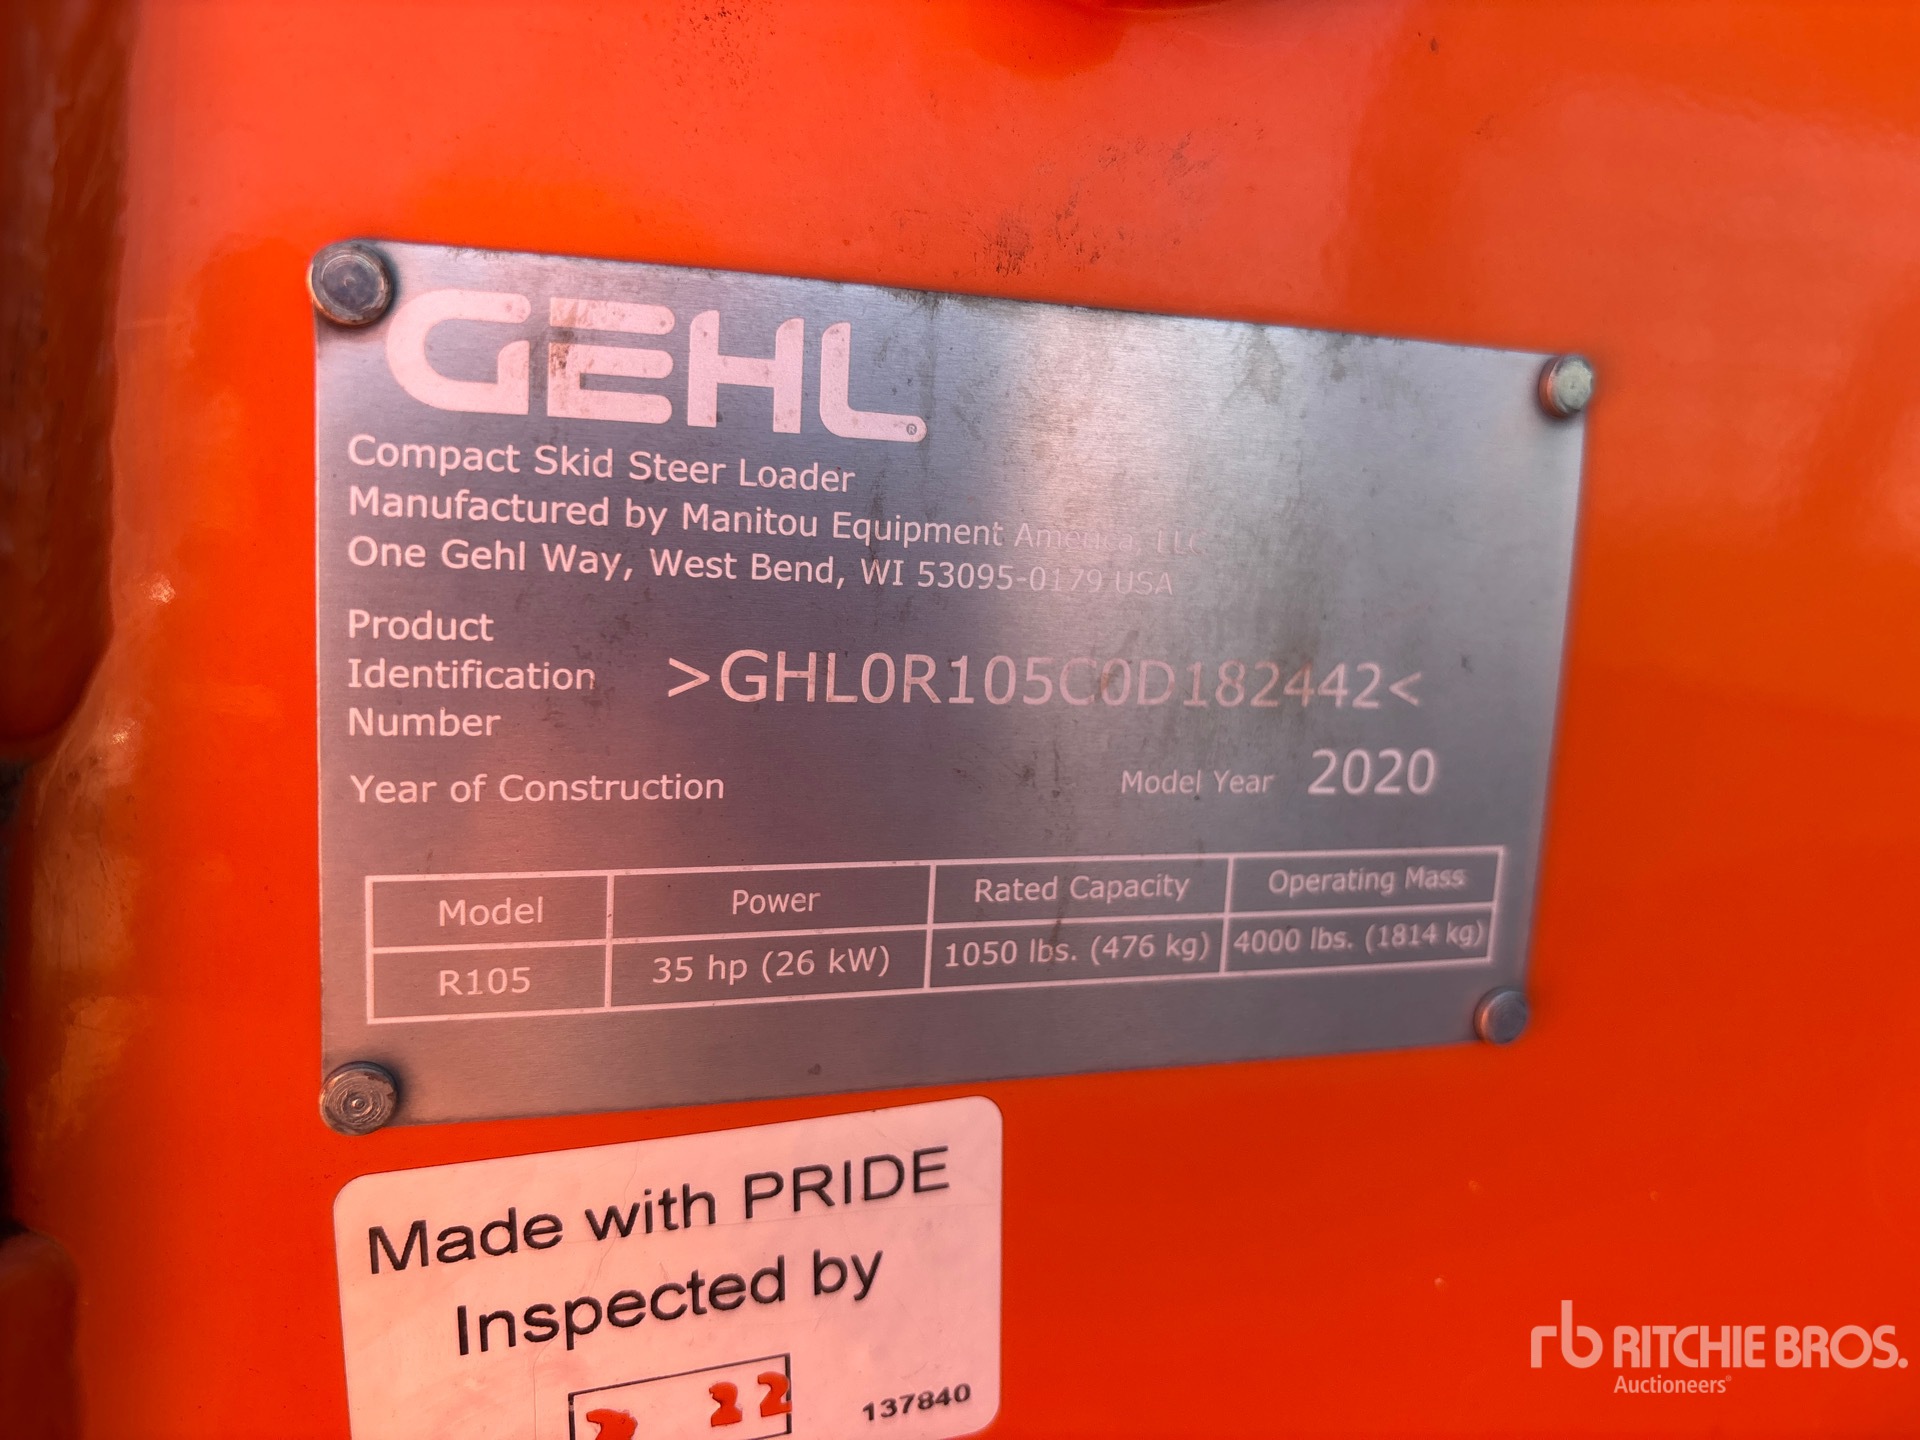 GEHL®
Compact Skid Steer Loader
Manufactured by Manitou Equipment America, LLC
One Gehl Way, West Bend, WI 53095-0179 USA
Product
Identification
Number
>GHL0R105C0D182442<
Year of Construction
Model Year 2020
Model Power Rated Capacity Operating Mass
R105 35 hp (26 kW) 1050 lbs. (476 kg) 4000 lbs. (1814 kg)
Made with PRIDE
Inspected by
22
137840
rb RITCHIE BROS.
Auctioneers®